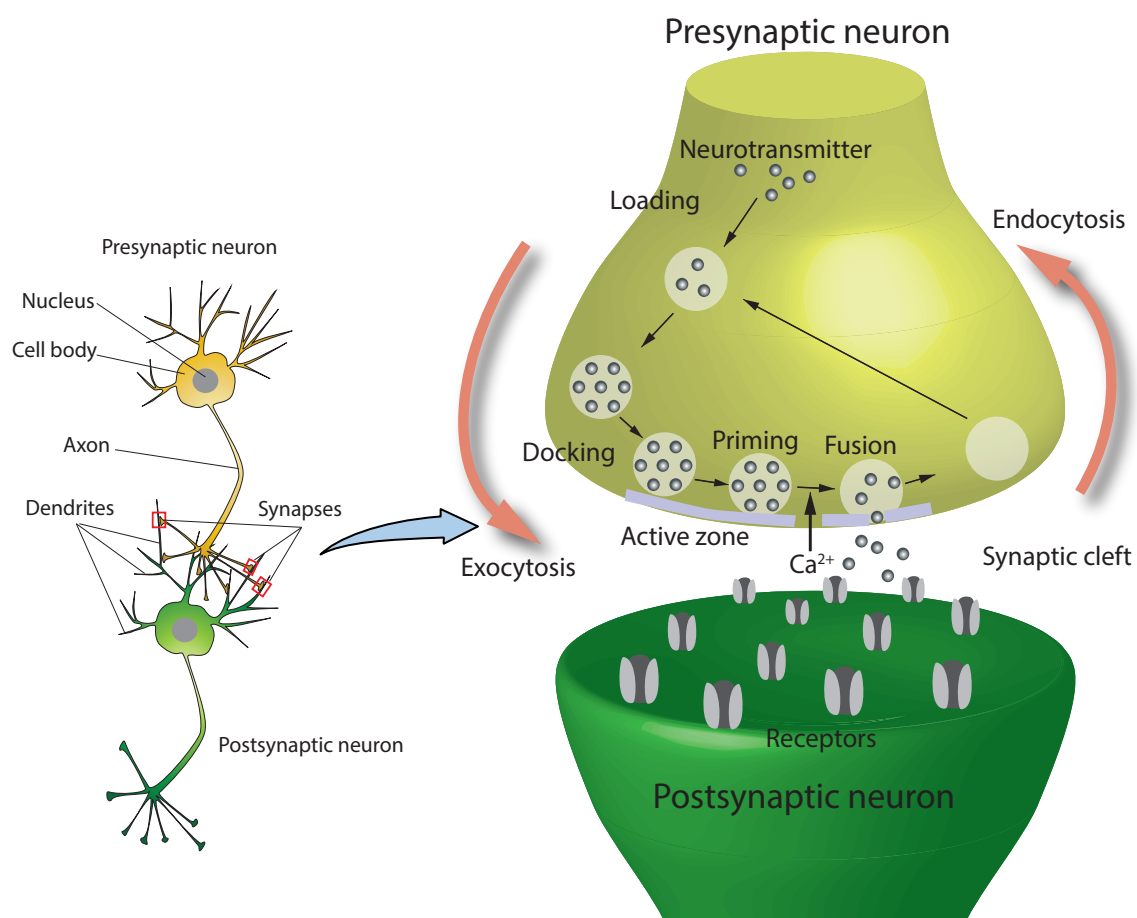 Presynaptic neuron
Neurotransmitter
Loading
Endocytosis
Presynaptic neuron
Nucleus
Cell body
Axon
Docking
Priming
Fusion
Dendrites
Synapses
Active zone
Ca2+
Synaptic cleft
Exocytosis
Receptors
Postsynaptic neuron
Postsynaptic neuron